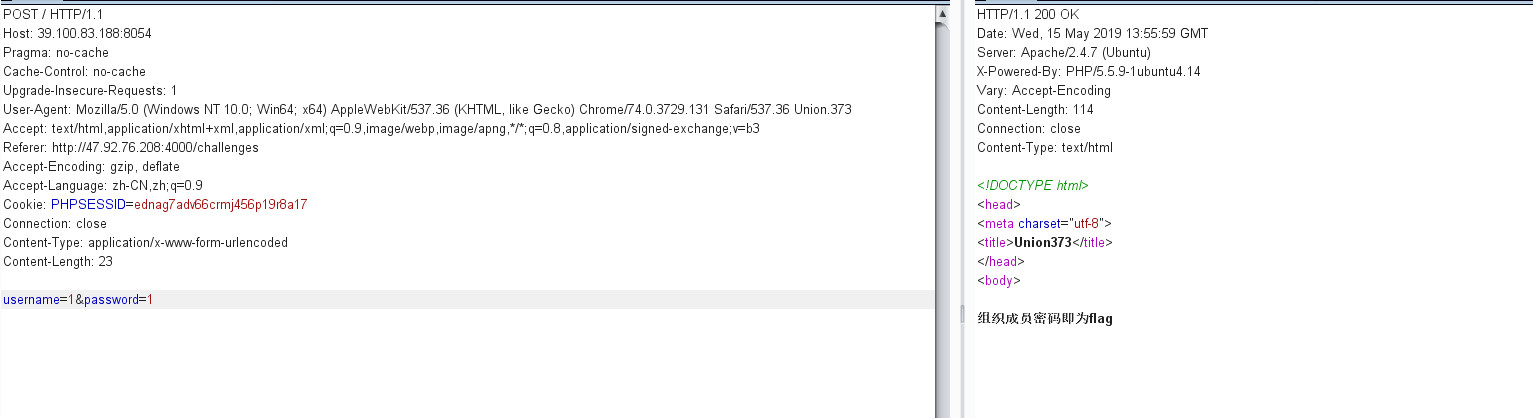 POST / HTTP/1.1
Host: 39.100.83.188:8054
Pragma: no-cache
Cache-Control: no-cache
Upgrade-Insecure-Requests: 1
User-Agent: Mozilla/5.0 (Windows NT 10.0; Win64; x64) AppleWebKit/537.36 (KHTML, like Gecko) Chrome/74.0.3729.131 Safari/537.36 Union.373
Accept: text/html,application/xhtml+xml,application/xml;q=0.9,image/webp,image/apng,*/*;q=0.8,application/signed-exchange;v=b3
Referer: http://47.92.76.208:4000/challenges
Accept-Encoding: gzip, deflate
Accept-Language: zh-CN,zh;q=0.9
Cookie: PHPSESSID=ednag7adv66crmj456p19r8a17
Connection: close
Content-Type: application/x-www-form-urlencoded
Content-Length: 23
username=1&password=1
HTTP/1.1 200 OK
Date: Wed, 15 May 2019 13:55:59 GMT
Server: Apache/2.4.7 (Ubuntu)
X-Powered-By: PHP/5.5.9-1ubuntu4.14
Vary: Accept-Encoding
Content-Length: 114
Connection: close
Content-Type: text/html
<!DOCTYPE html>
<head>
<meta charset="utf-8">
<title>Union373</title>
</head>
<body>
组织成员密码即为flag